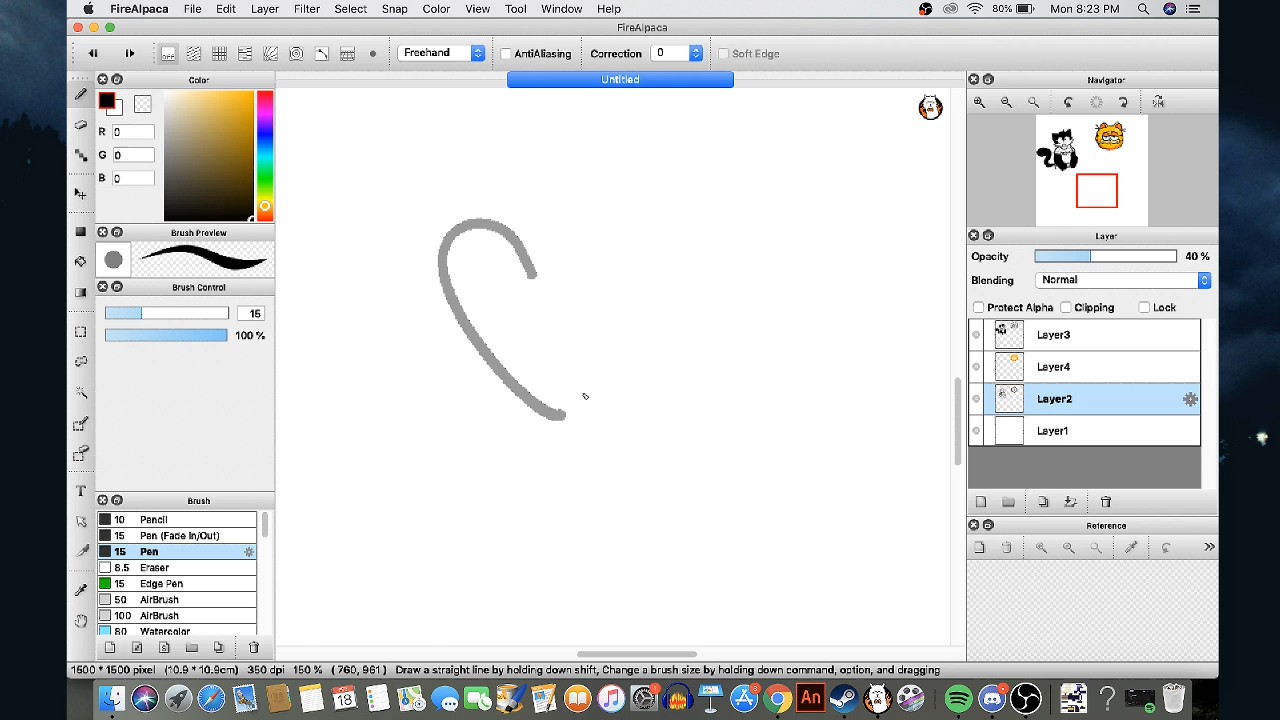 FireAlpaca File Edit Layer Filter Select Snap Color View Tool Window Help 80% Mon 8:23 PM
FireAlpaca
OFF Freehand AntiAliasing Correction 0 Soft Edge
Color
Untitled
Navigator
R 0
G 0
B 0
Brush Preview
Layer
Opacity 40 %
Blending Normal
Brush Control
Protect Alpha Clipping Lock
15
100 %
Layer3
Layer4
Layer2
Layer1
T
Brush
10 Pencil
15 Pen (Fade In/Out)
15 Pen
8.5 Eraser
15 Edge Pen
50 AirBrush
100 AirBrush
80 Watercolor
Reference
1500 * 1500 pixel (10.9 * 10.9cm) 350 dpi 150 % ( 760, 961 ) Draw a straight line by holding down shift, Change a brush size by holding down command, option, and dragging
18 An